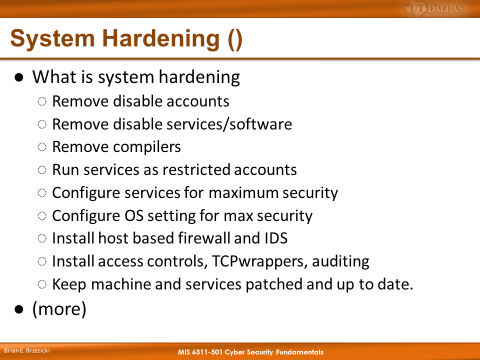 UT DALLAS
System Hardening ()
● What is system hardening
◌ Remove disable accounts
◌ Remove disable services/software
◌ Remove compilers
◌ Run services as restricted accounts
◌ Configure services for maximum security
◌ Configure OS setting for max security
◌ Install host based firewall and IDS
◌ Install access controls, TCPwrappers, auditing
◌ Keep machine and services patched and up to date.
● (more)
Brian E. Brzezicki
MIS 6311-501 Cyber Security Fundamentals